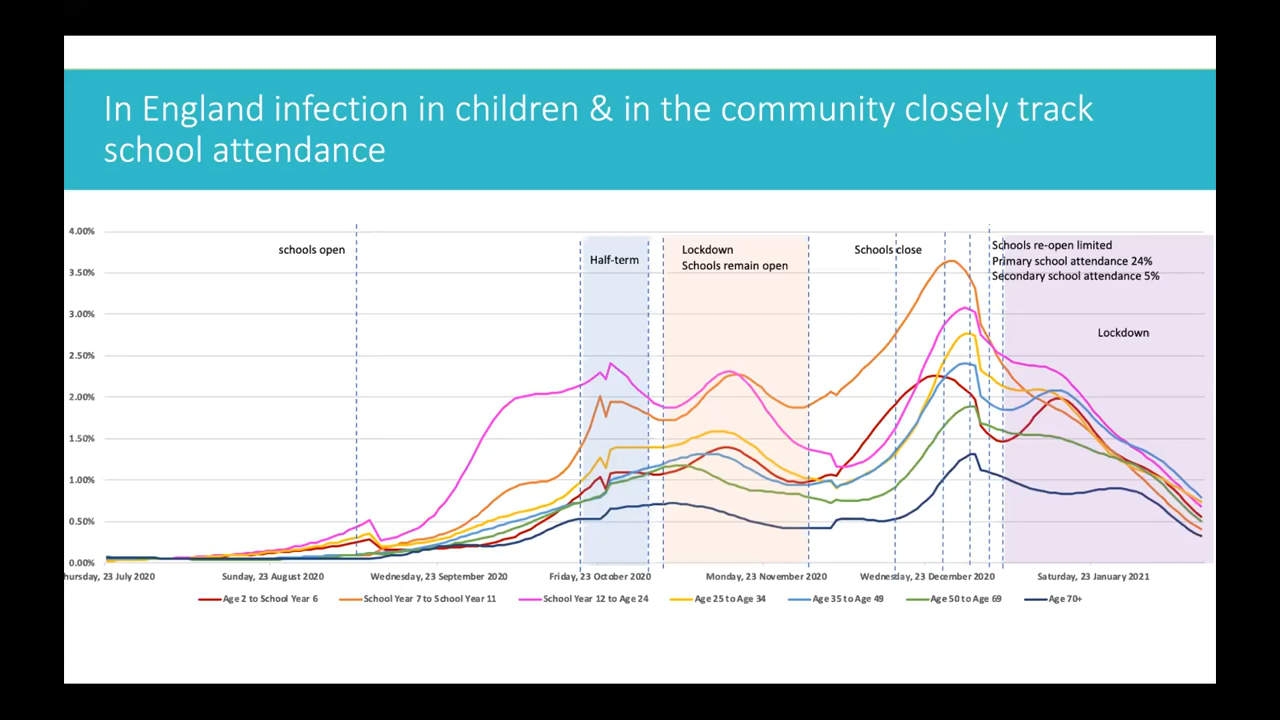 In England infection in children & in the community closely track
school attendance
4.00%
3.50%
3.00%
2.50%
2.00%
1.50%
1.00%
0.50%
0.00%
schools open
Half-term
Lockdown
Schools remain open
Schools close
Schools re-open limited
Primary school attendance 24%
Secondary school attendance 5%
Lockdown
hursday, 23 July 2020
Sunday, 23 August 2020
Wednesday, 23 September 2020
Friday, 23 October 2020
Monday, 23 November 2020
Wednesday, 23 December 2020
Saturday, 23 January 2021
Age 2 to School Year 6
School Year 7 to School Year 11
School Year 12 to Age 24
Age 25 to Age 34
Age 35 to Age 49
Age 50 to Age 69
Age 70+